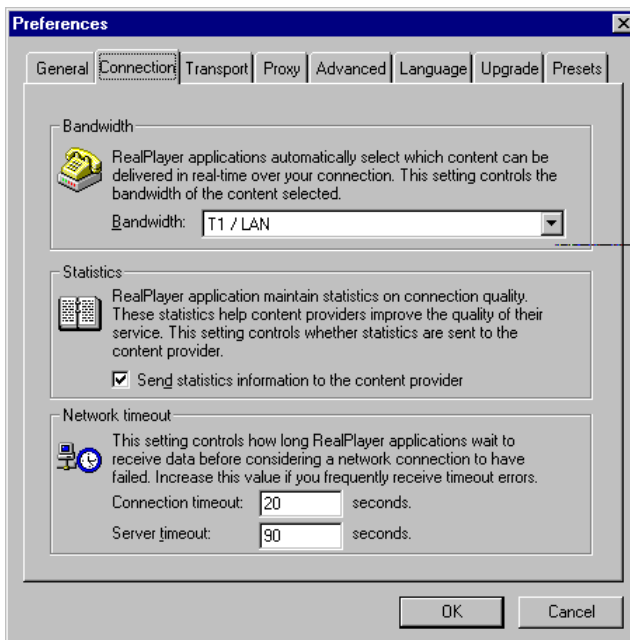 Preferences
General Connection Transport Proxy Advanced Language Upgrade Presets
Bandwidth
RealPlayer applications automatically select which content can be
delivered in real-time over your connection. This setting controls the
bandwidth of the content selected.
Bandwidth: T1 / LAN
Statistics
RealPlayer application maintain statistics on connection quality.
These statistics help content providers improve the quality of their
service. This setting controls whether statistics are sent to the
content provider.
Send statistics information to the content provider
Network timeout
This setting controls how long RealPlayer applications wait to
receive data before considering a network connection to have
failed. Increase this value if you frequently receive timeout errors.
Connection timeout: 20 seconds.
Server timeout: 90 seconds.
OK Cancel